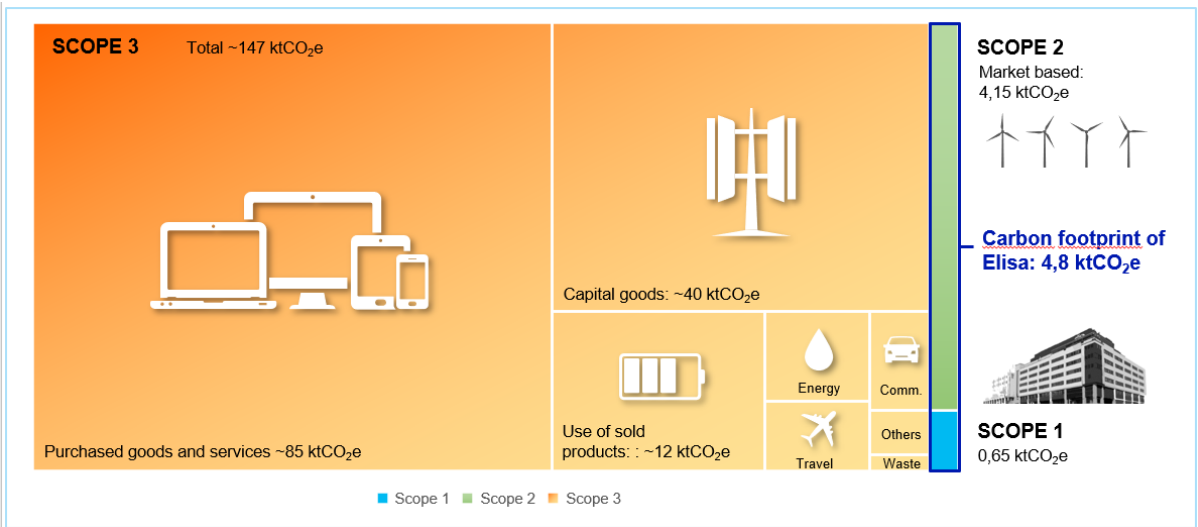 SCOPE 3 Total ~147 ktCO₂e
Purchased goods and services ~85 ktCO₂e
Capital goods: ~40 ktCO₂e
Use of sold
products: : ~12 ktCO₂e
Energy
Travel
Comm.
Others
Waste
SCOPE 2
Market based:
4,15 ktCO₂e
Carbon footprint of
Elisa: 4,8 ktCO₂e
SCOPE 1
0,65 ktCO₂e
Scope 1 Scope 2 Scope 3